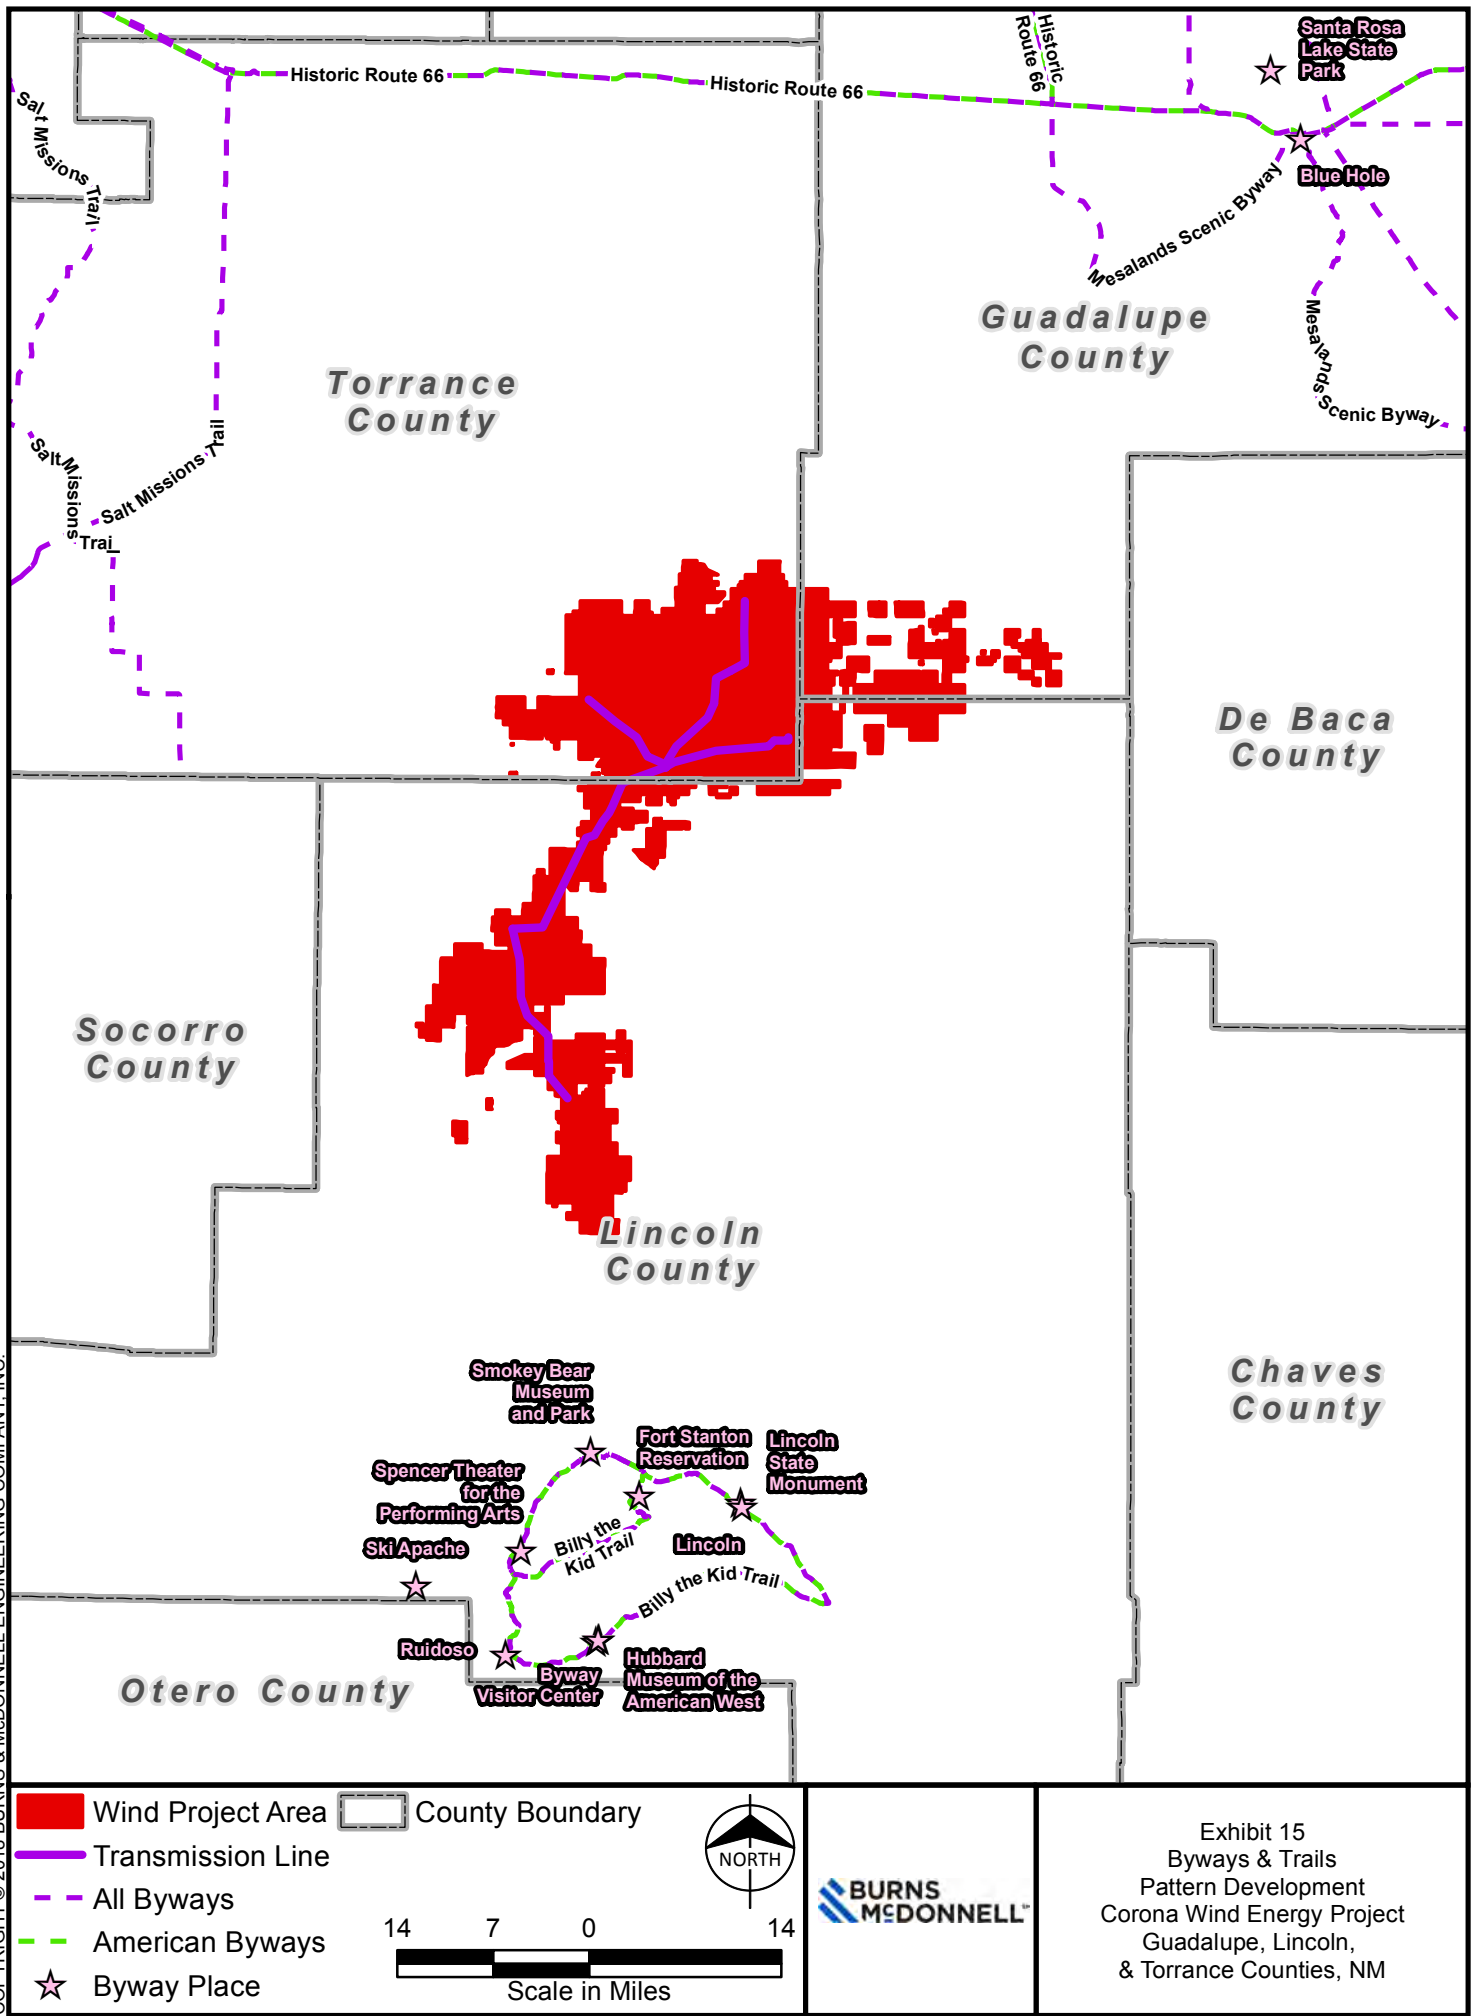 Historic Route 66
Historic Route 66
Historic
Route 66
Santa Rosa
Lake State
Park
Blue Hole
Salt Missions Trail
Mesalands Scenic Byway
Mesalands Scenic Byway
Guadalupe
County
Torrance
County
Salt Missions Trail
Salt Missions Trail
De Baca
County
Socorro
County
Lincoln
County
Chaves
County
Smokey Bear
Museum
and Park
Fort Stanton
Reservation
Lincoln
State
Monument
Spencer Theater
for the
Performing Arts
Ski Apache
Billy the
Kid Trail
Lincoln
Billy the Kid Trail
Ruidoso
Byway
Visitor Center
Hubbard
Museum of the
American West
Otero County
Wind Project Area
County Boundary
Transmission Line
All Byways
American Byways
Byway Place
NORTH
14 7 0 14
Scale in Miles
BURNS
McDONNELL
Exhibit 15
Byways & Trails
Pattern Development
Corona Wind Energy Project
Guadalupe, Lincoln,
& Torrance Counties, NM